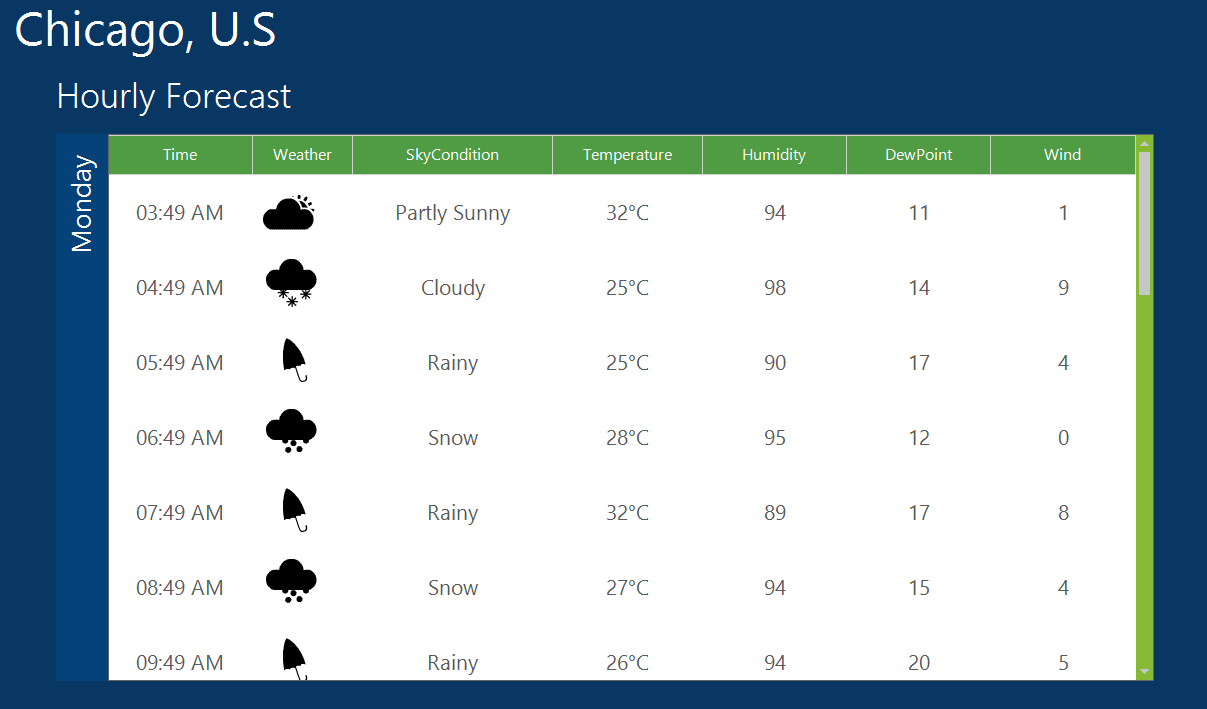 Chicago, U.S
Hourly Forecast
Monday
Time Weather SkyCondition Temperature Humidity DewPoint Wind
03:49 AM Partly Sunny 32°C 94 11 1
04:49 AM Cloudy 25°C 98 14 9
05:49 AM Rainy 25°C 90 17 4
06:49 AM Snow 28°C 95 12 0
07:49 AM Rainy 32°C 89 17 8
08:49 AM Snow 27°C 94 15 4
09:49 AM Rainy 26°C 94 20 5